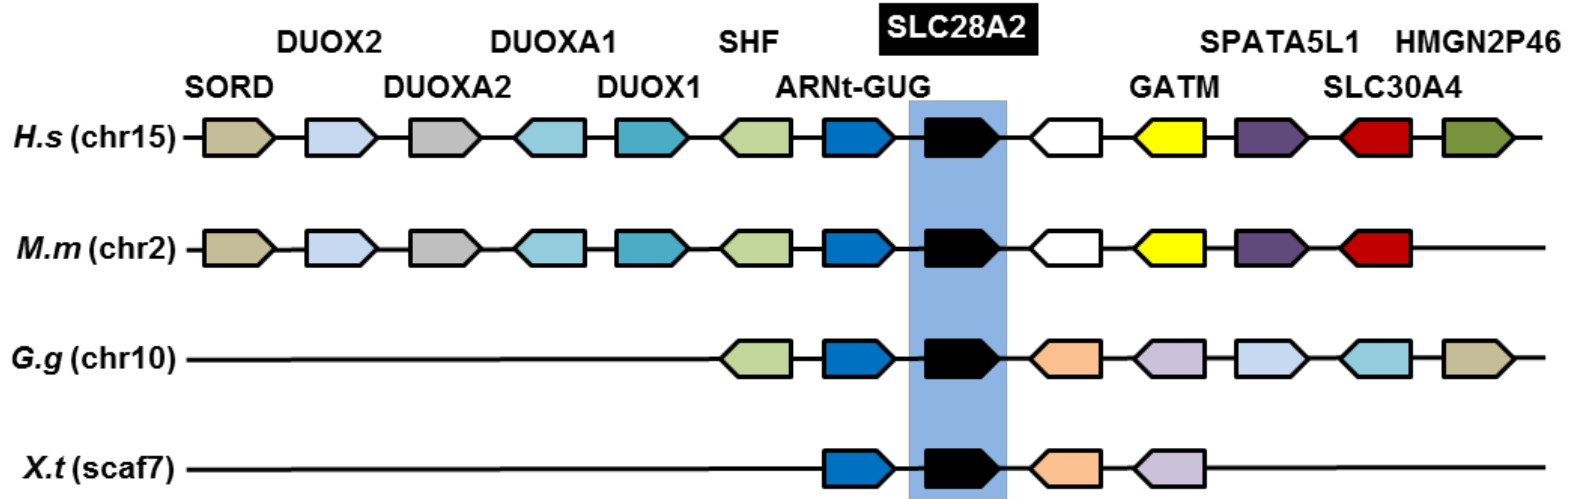 SLC28A2
DUOX2 DUOXA1 SHF SPATA5L1 HMGN2P46
SORD DUOXA2 DUOX1 ARNt-GUG GATM SLC30A4
H.s (chr15)
M.m (chr2)
G.g (chr10)
X.t (scaf7)